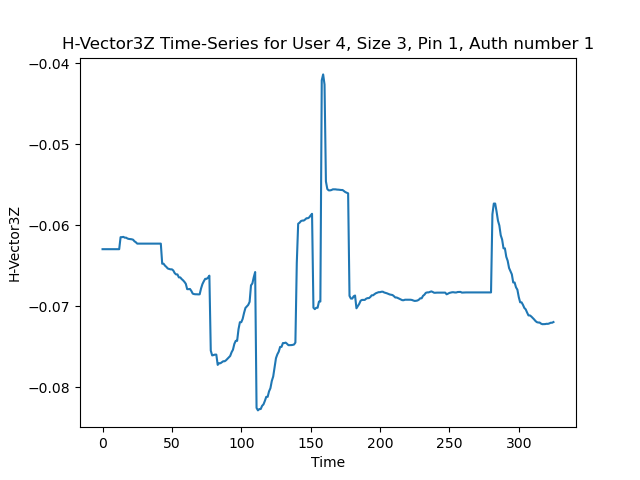 H-Vector3Z Time-Series for User 4, Size 3, Pin 1, Auth number 1
−0.04
−0.05
−0.06
−0.07
−0.08
H-Vector3Z
0 50 100 150 200 250 300
Time